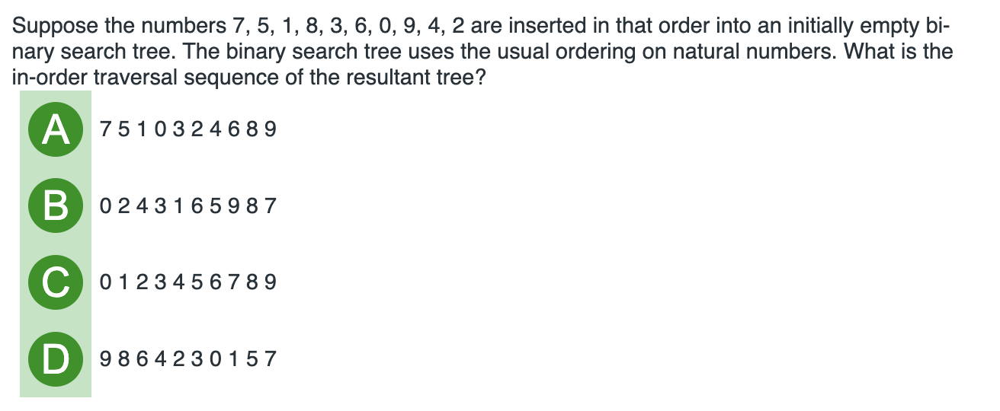 Suppose the numbers 7, 5, 1, 8, 3, 6, 0, 9, 4, 2 are inserted in that order into an initially empty bi-
nary search tree. The binary search tree uses the usual ordering on natural numbers. What is the
in-order traversal sequence of the resultant tree?
A 7 5 1 0 3 2 4 6 8 9
B 0 2 4 3 1 6 5 9 8 7
C 0 1 2 3 4 5 6 7 8 9
D 9 8 6 4 2 3 0 1 5 7